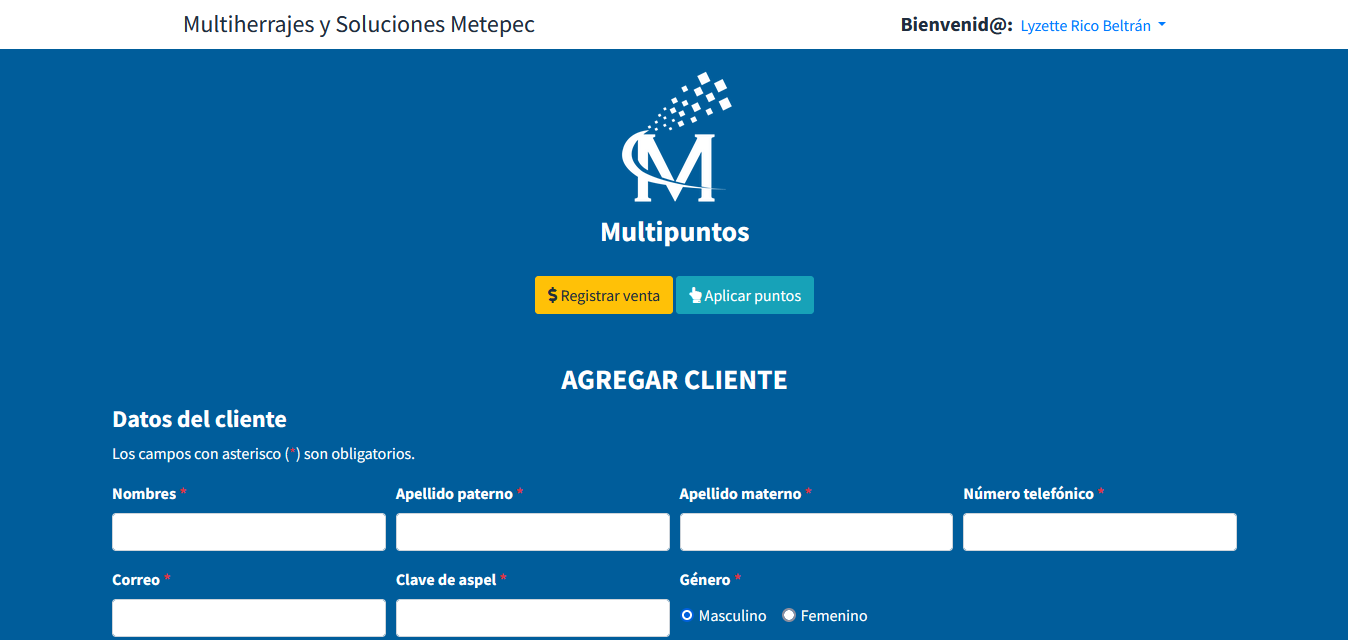 Multiherrajes y Soluciones Metepec
Bienvenid@: Lyzette Rico Beltrán
M
Multipuntos
$ Registrar venta
Aplicar puntos
AGREGAR CLIENTE
Datos del cliente
Los campos con asterisco (*) son obligatorios.
Nombres *
Apellido paterno *
Apellido materno *
Número telefónico *
Correo *
Clave de aspel *
Género *
Masculino
Femenino